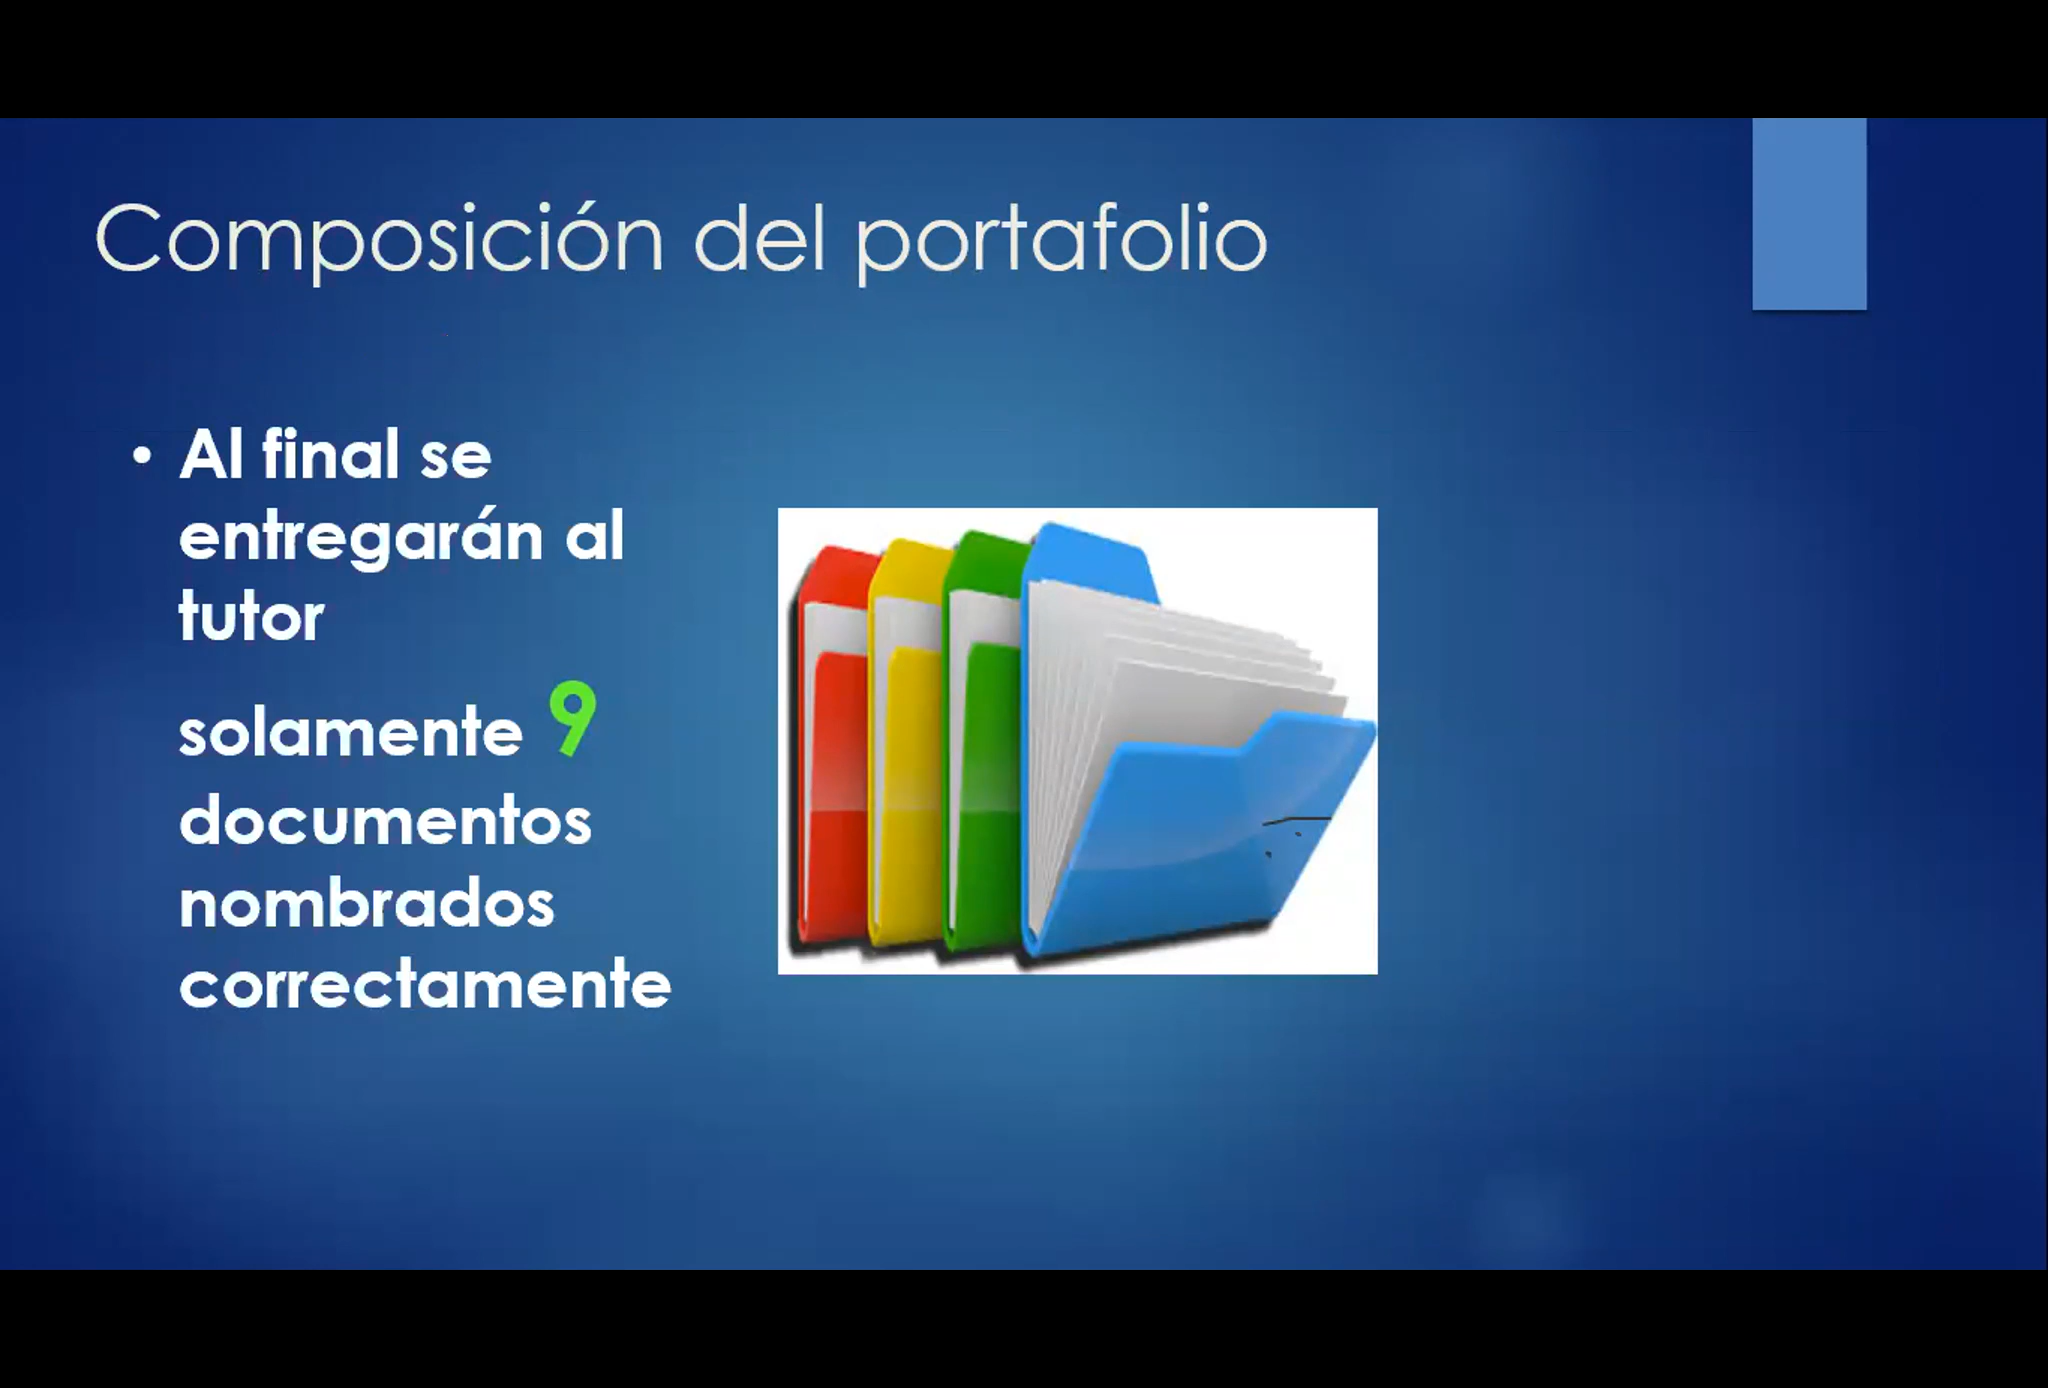 Composición del portafolio
• Al final se
entregarán al
tutor
solamente 9
documentos
nombrados
correctamente